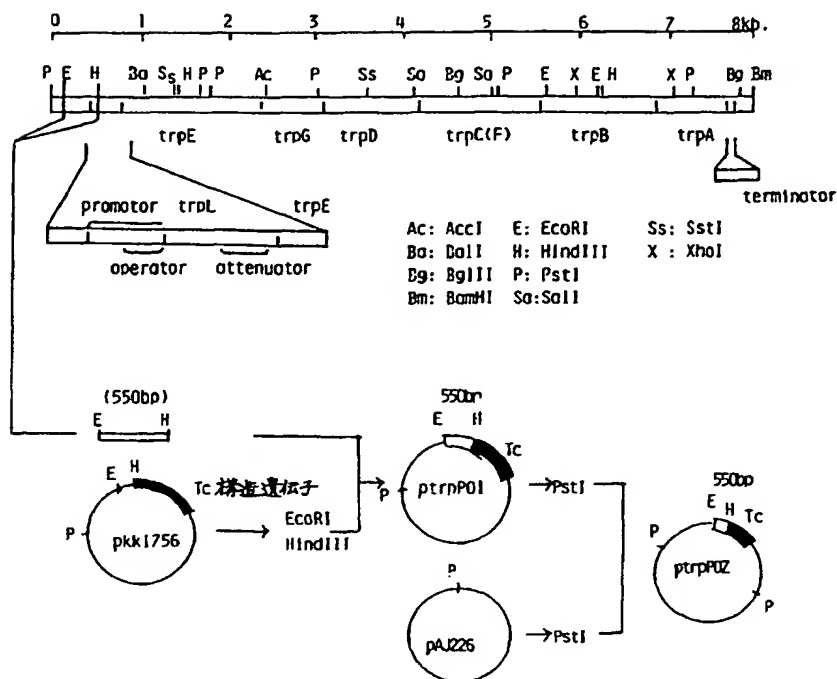 0 1 2 3 4 5 6 7 8kp.
P E H Ba Ss H P P Ac P Ss Sa Bg Sa P E X E H X P Bg Bm
trpE trpG trpD trpC(F) trpB trpA
terminator
promotor trpL trpE
operator attenuator
Ac: AccI E: EcoRI Ss: SstI
Ba: BalI H: HindIII X : XhoI
Bg: BglII P: PstI
Bm: BamHI Sa:SalI
(550bp)
E H
E H
Tc 構造遺伝子
P
pkk1756
EcoRI
HindIII
550bp
E H
Tc
P
ptrpPO1
PstI
P
pAJ226
PstI
550bp
E H Tc
P
ptrpPOZ
P